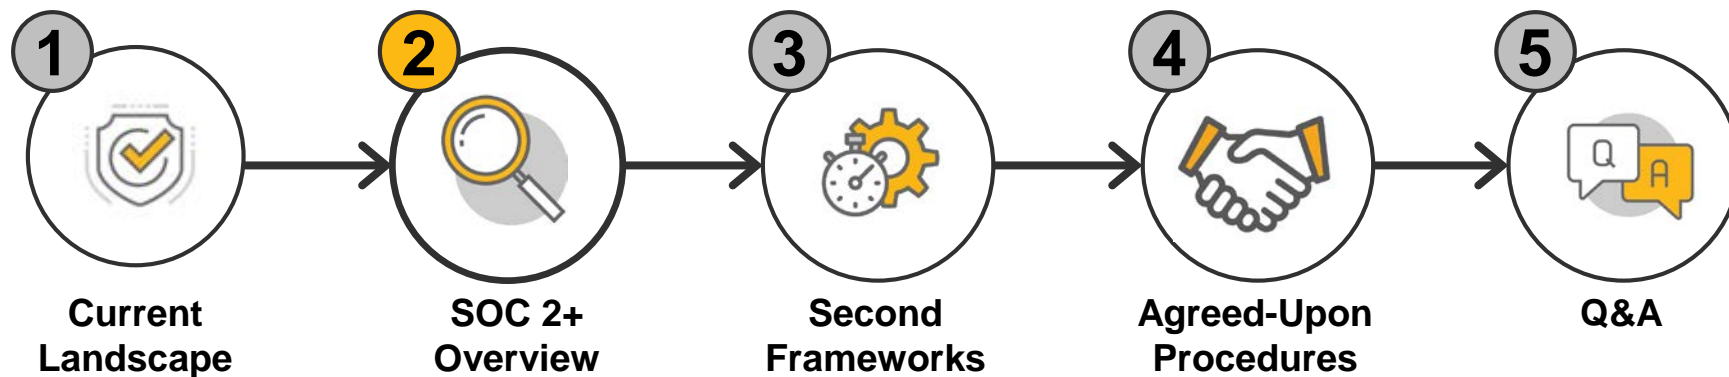 1
2
3
4
5
Q
A
Current
Landscape
SOC 2+
Overview
Second
Frameworks
Agreed-Upon
Procedures
Q&A